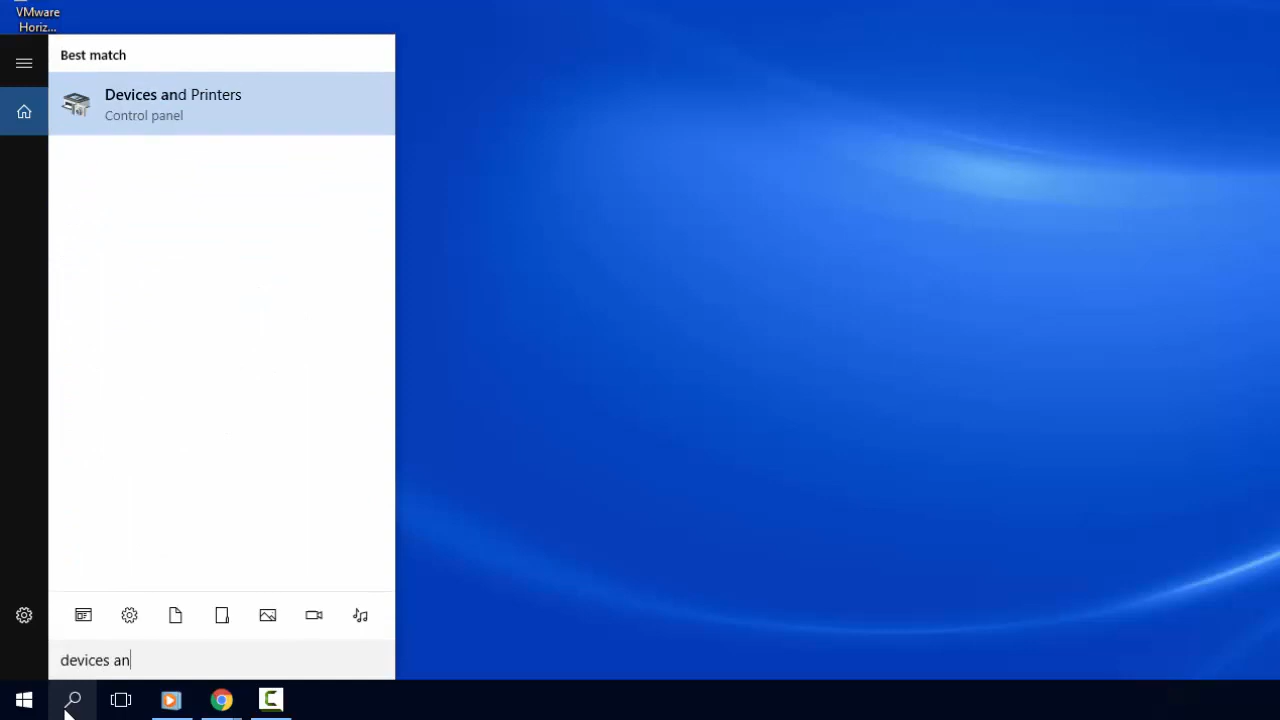 VMware
Horiz...
Best match
Devices and Printers
Control panel
devices an